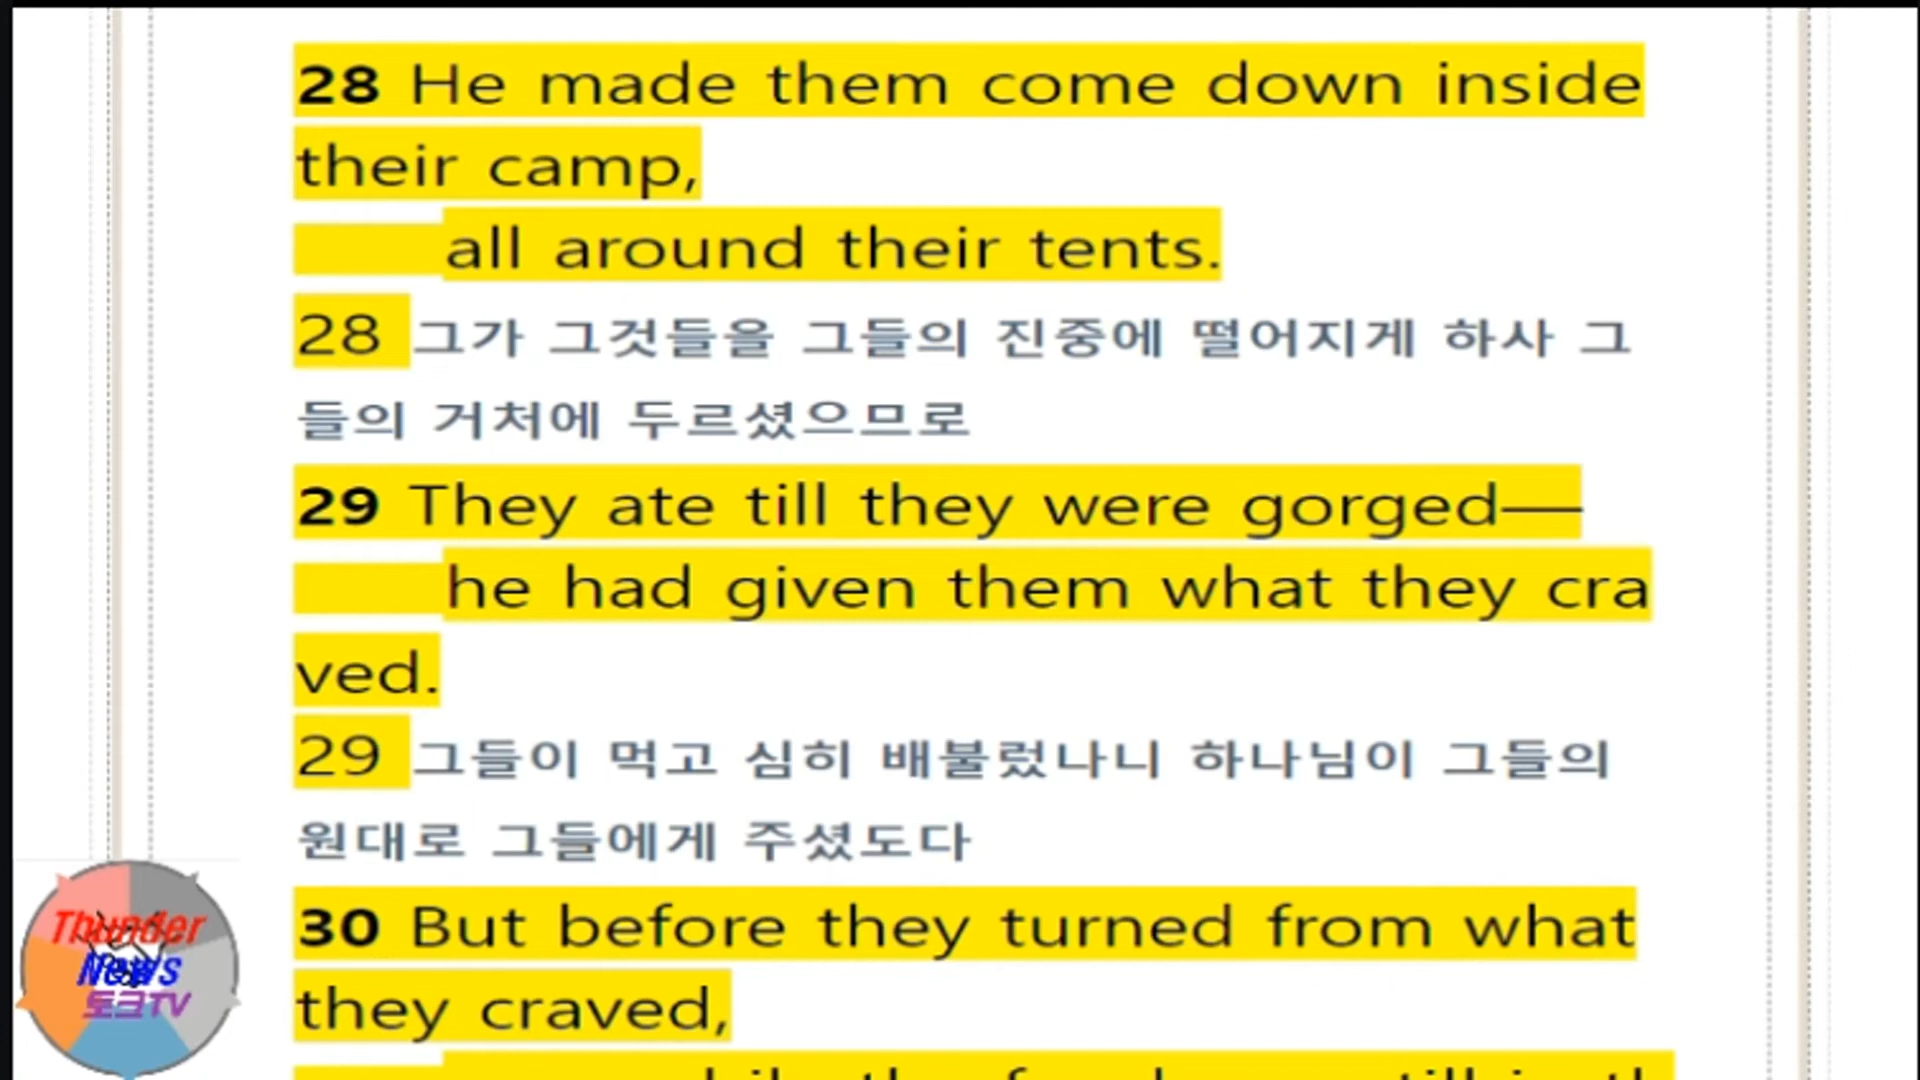 28 He made them come down inside
their camp,
all around their tents.
28 그가 그것들을 그들의 진중에 떨어지게 하사 그
들의 거처에 두르셨으므로
29 They ate till they were gorged—
he had given them what they cra
ved.
29 그들이 먹고 심히 배불렀나니 하나님이 그들의
원대로 그들에게 주셨도다
30 But before they turned from what
they craved,
Thunder
News
토크TV